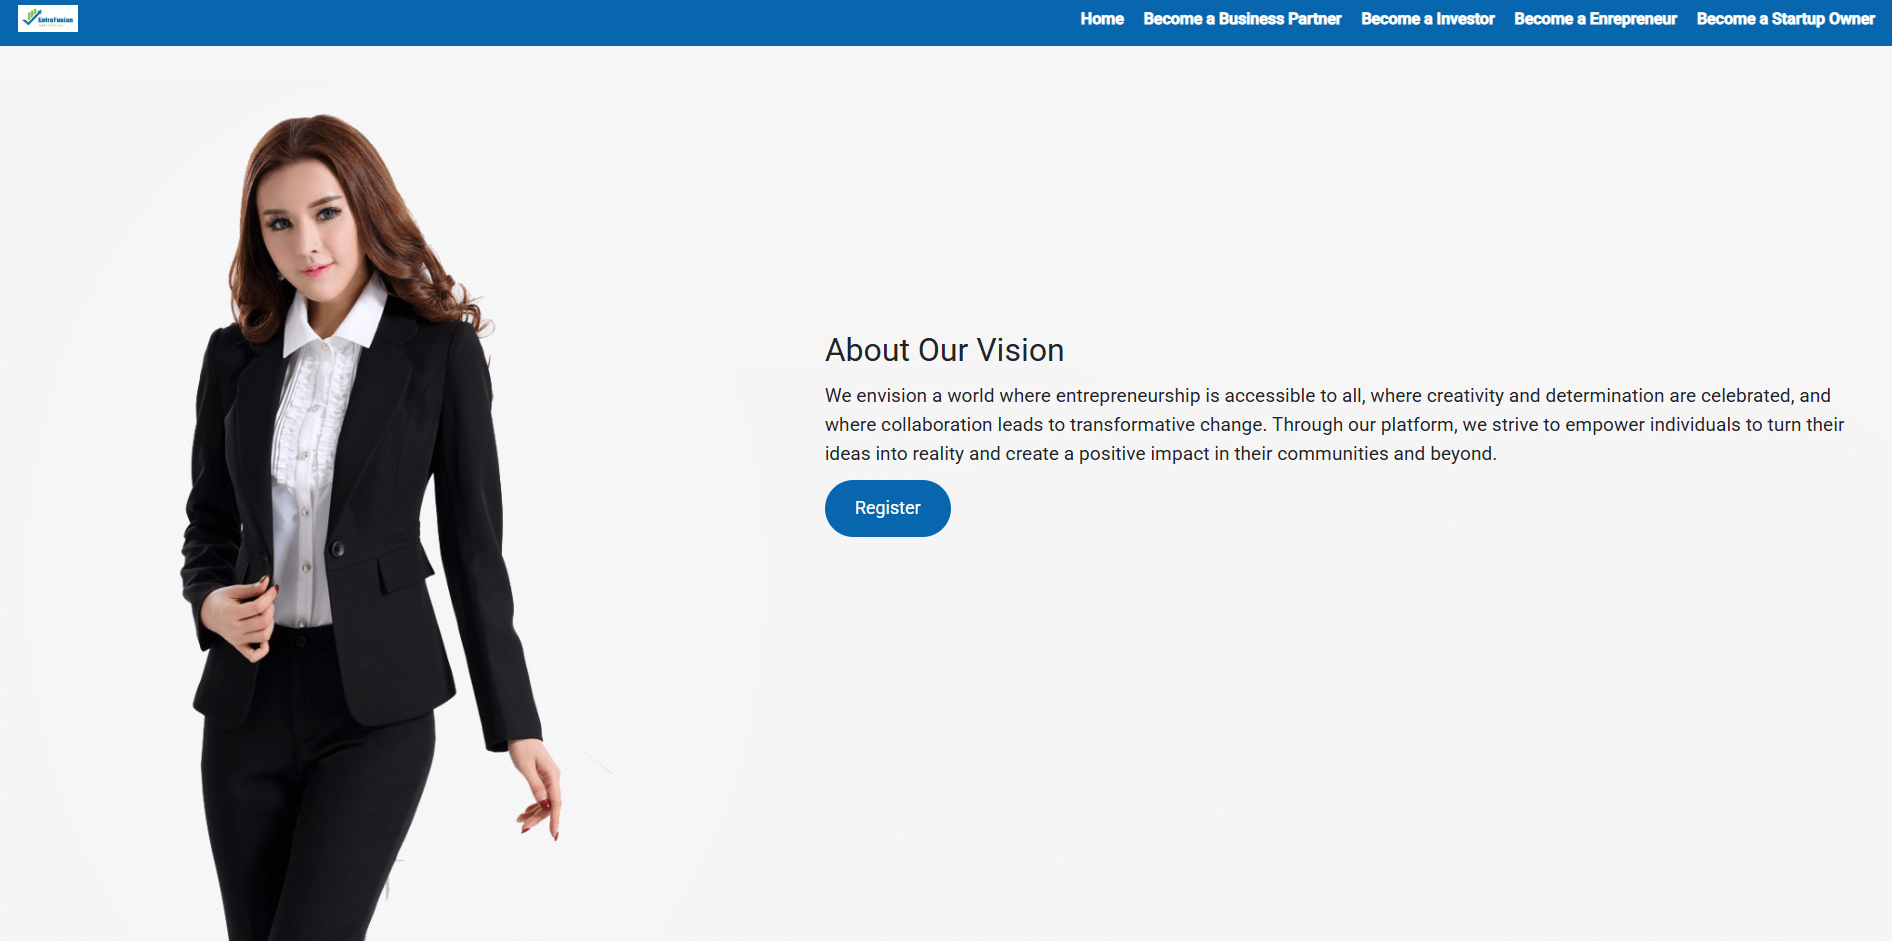 EntreFusion
Home Become a Business Partner Become a Investor Become a Enrepreneur Become a Startup Owner
About Our Vision
We envision a world where entrepreneurship is accessible to all, where creativity and determination are celebrated, and
where collaboration leads to transformative change. Through our platform, we strive to empower individuals to turn their
ideas into reality and create a positive impact in their communities and beyond.
Register